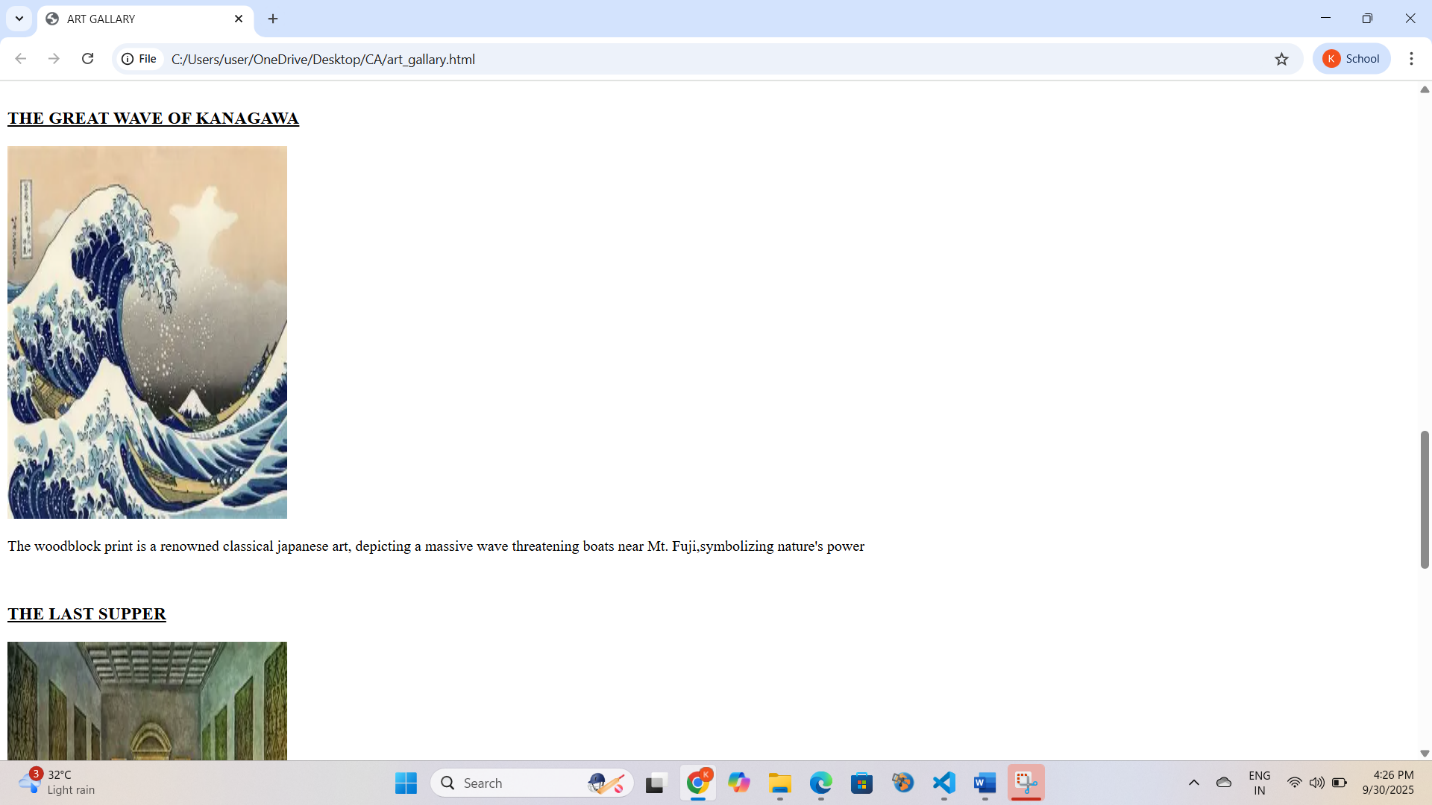 ART GALLARY
File
C:/Users/user/OneDrive/Desktop/CA/art_gallary.html
K
School
THE GREAT WAVE OF KANAGAWA
The woodblock print is a renowned classical japanese art, depicting a massive wave threatening boats near Mt. Fuji,symbolizing nature's power
THE LAST SUPPER
3
32°C
Light rain
Search
K
W
ENG
IN
4:26 PM
9/30/2025